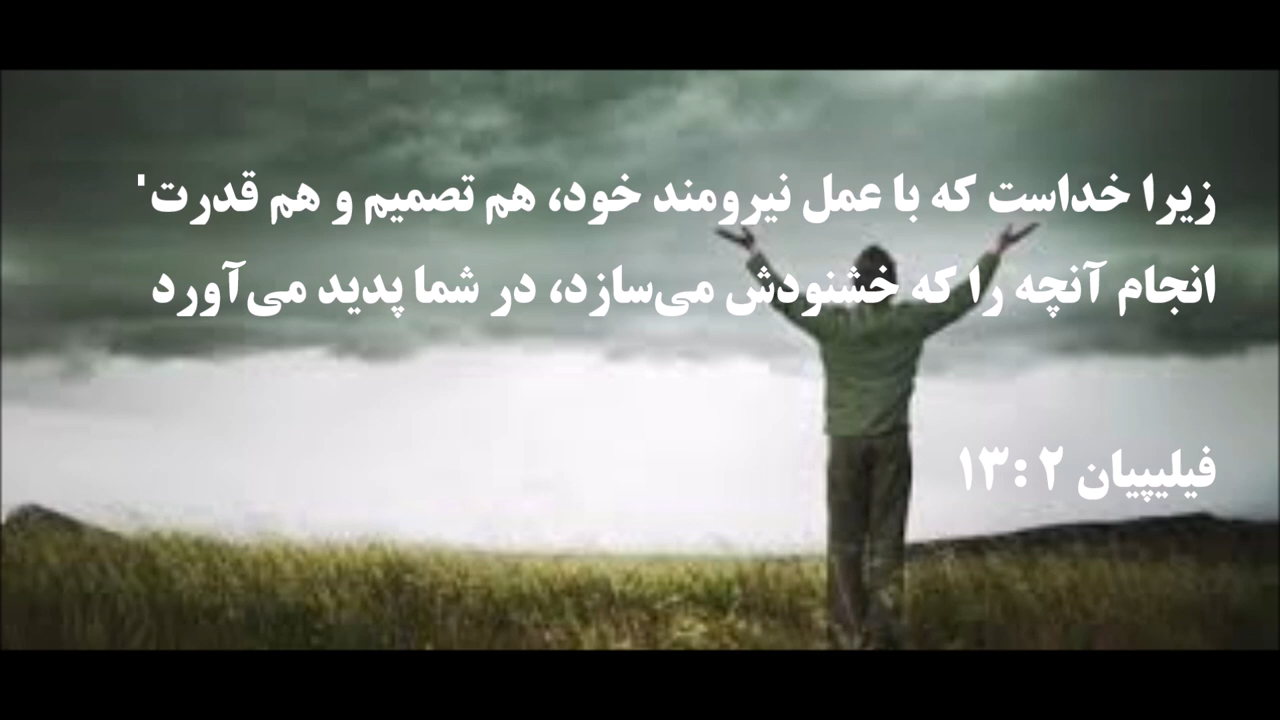 زیرا خداست که با عمل نیرومند خود، هم تصمیم و هم قدرت'
انجام آنچه را که خشنودش می‌سازد، در شما پدید می‌آورد
فیلیپیان ۲ :۱۳